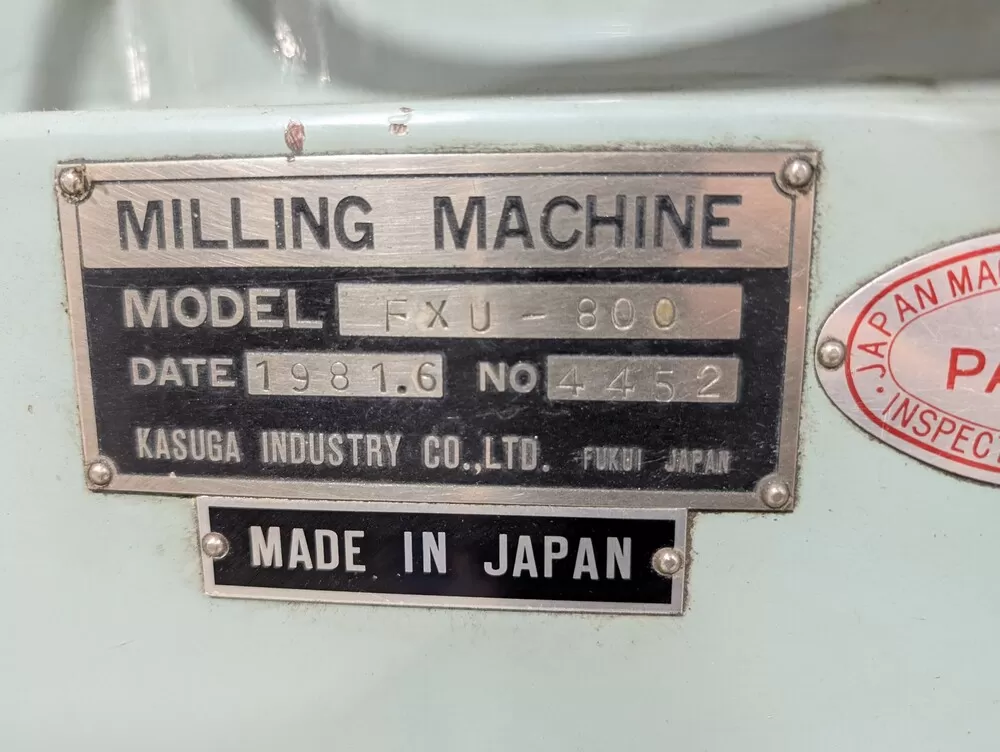 MILLING MACHINE
MODEL FXU - 800
DATE 1981.6 NO 4452
KASUGA INDUSTRY CO.,LTD. FUKUI JAPAN
MADE IN JAPAN
JAPAN